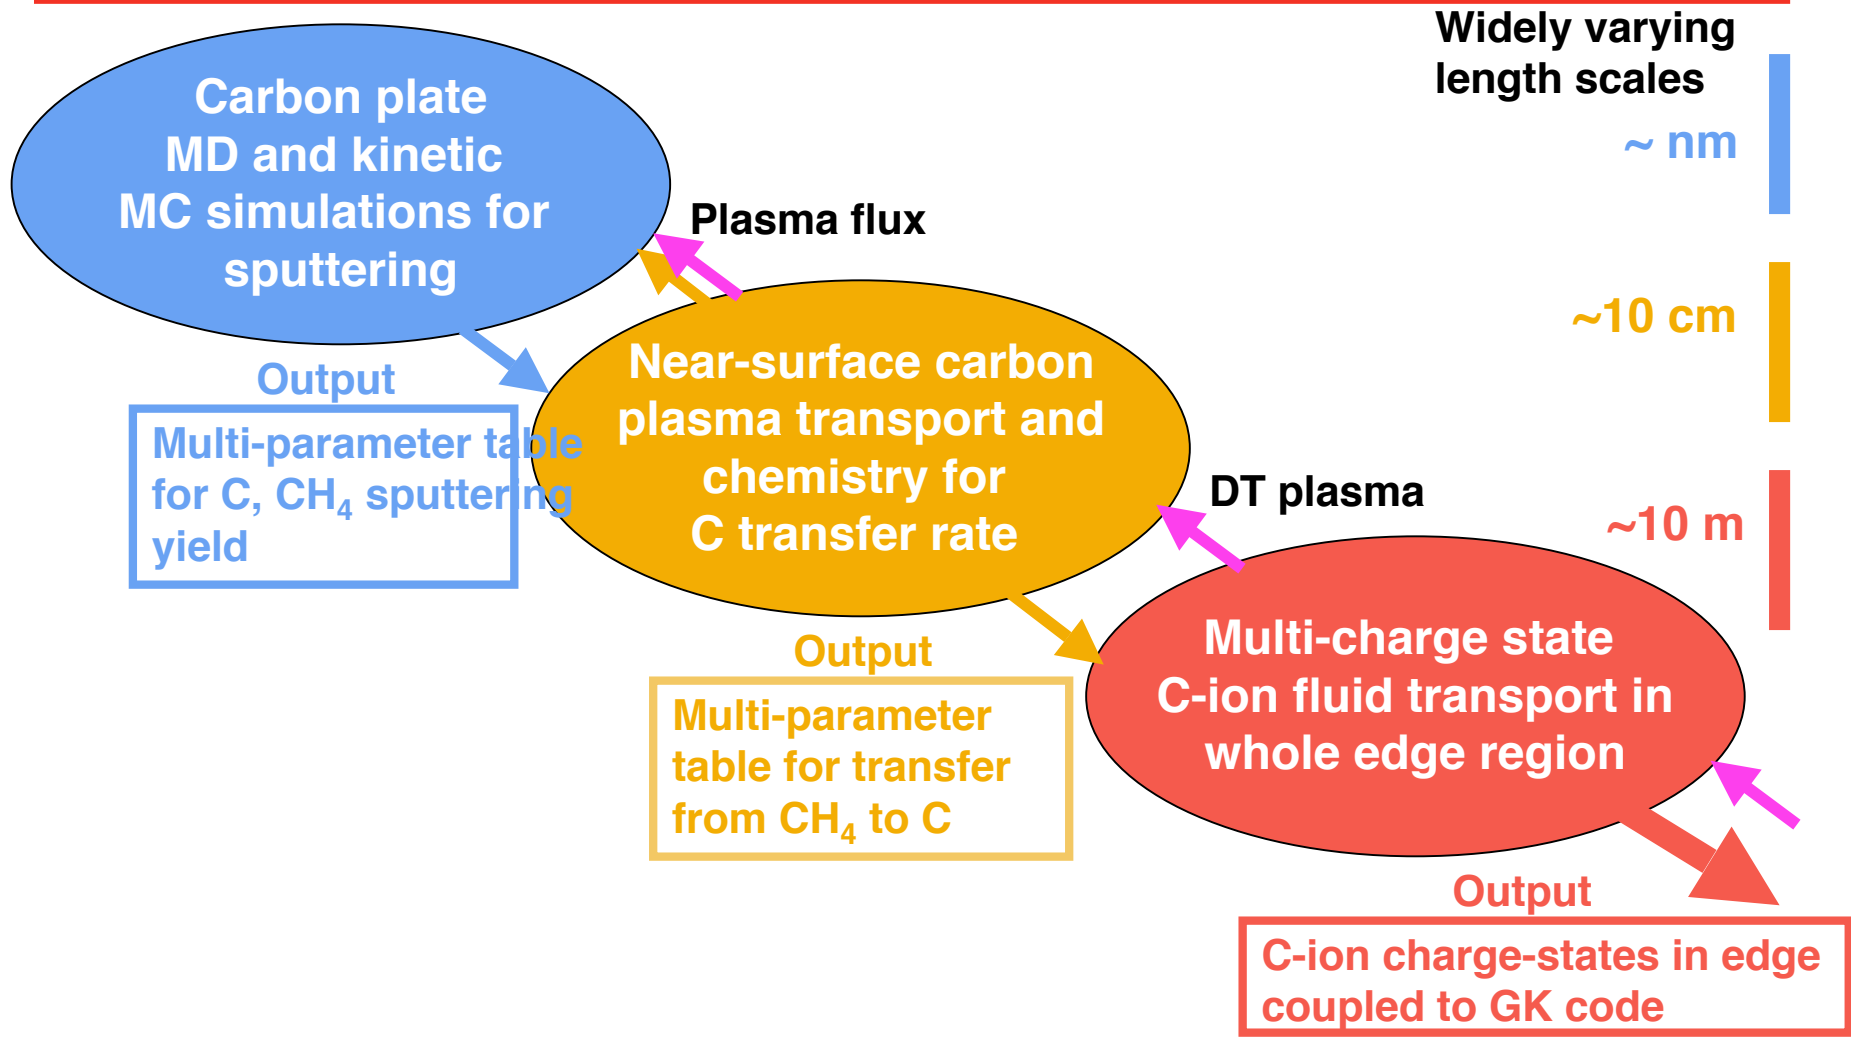 Widely varying
length scales
Carbon plate
MD and kinetic
MC simulations for
sputtering
~ nm
Plasma flux
~10 cm
Output
Multi-parameter table
for C, CH₄ sputtering
yield
Near-surface carbon
plasma transport and
chemistry for
C transfer rate
DT plasma
~10 m
Output
Multi-parameter
table for transfer
from CH₄ to C
Multi-charge state
C-ion fluid transport in
whole edge region
Output
C-ion charge-states in edge
coupled to GK code